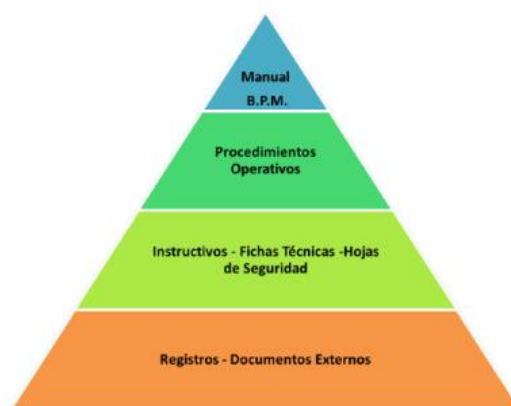 Manual
B.P.M.
Procedimientos
Operativos
Instructivos - Fichas Técnicas -Hojas
de Seguridad
Registros - Documentos Externos